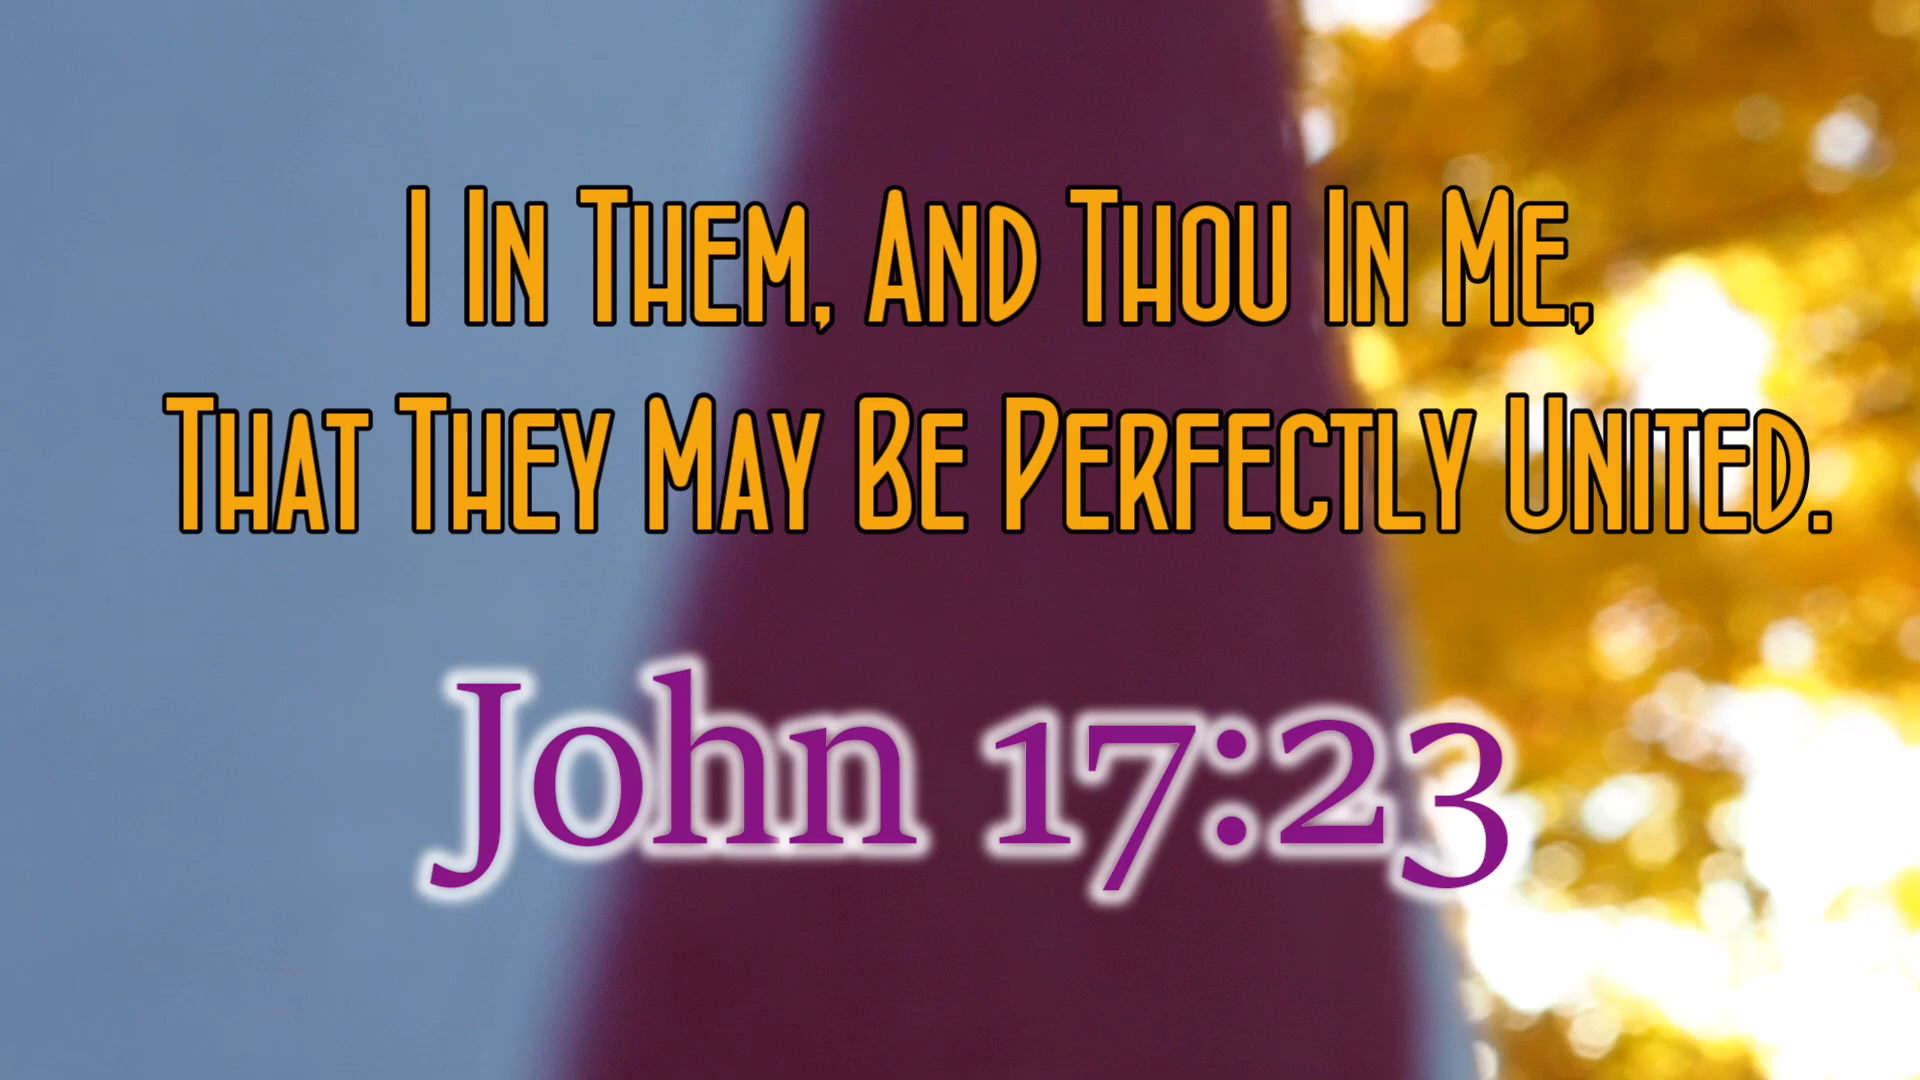 I In Them, And Thou In Me,
That They May Be Perfectly United.
John 17:23